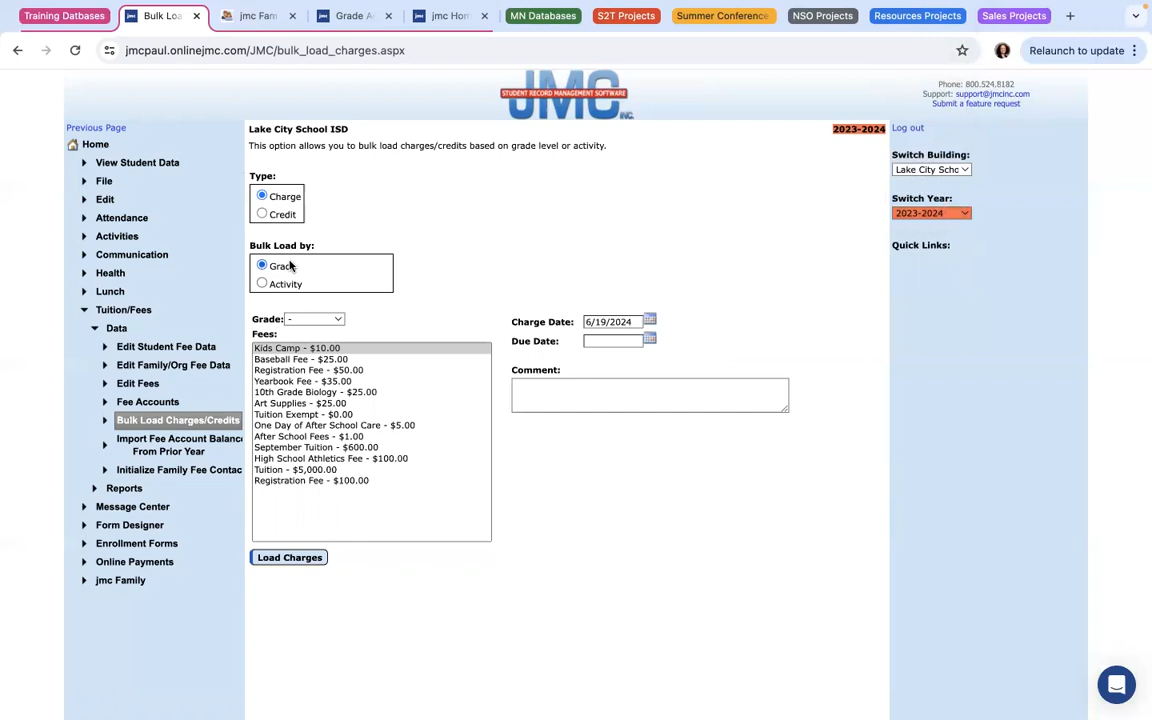 Training Datbases
Bulk Loa
jmc Fam
Grade A
jmc Hom
MN Databases
S2T Projects
Summer Conference
NSO Projects
Resources Projects
Sales Projects
jmcpaul.onlinejmc.com/JMC/bulk_load_charges.aspx
Relaunch to update
JMC INC.
STUDENT RECORD MANAGEMENT SOFTWARE
Phone: 800.524.8182
Support: support@jmcinc.com
Submit a feature request
Previous Page
Home
View Student Data
File
Edit
Attendance
Activities
Communication
Health
Lunch
Tuition/Fees
Data
Edit Student Fee Data
Edit Family/Org Fee Data
Edit Fees
Fee Accounts
Bulk Load Charges/Credits
Import Fee Account Balance
From Prior Year
Initialize Family Fee Contac
Reports
Message Center
Form Designer
Enrollment Forms
Online Payments
jmc Family
Lake City School ISD
2023-2024
This option allows you to bulk load charges/credits based on grade level or activity.
Type:
Charge
Credit
Bulk Load by:
Grade
Activity
Grade: -
Fees:
Kids Camp - $10.00
Baseball Fee - $25.00
Registration Fee - $50.00
Yearbook Fee - $35.00
10th Grade Biology - $25.00
Art Supplies - $25.00
Tuition Exempt - $0.00
One Day of After School Care - $5.00
After School Fees - $1.00
September Tuition - $600.00
High School Athletics Fee - $100.00
Tuition - $5,000.00
Registration Fee - $100.00
Load Charges
Charge Date: 6/19/2024
Due Date:
Comment:
Log out
Switch Building:
Lake City Scho
Switch Year:
2023-2024
Quick Links: